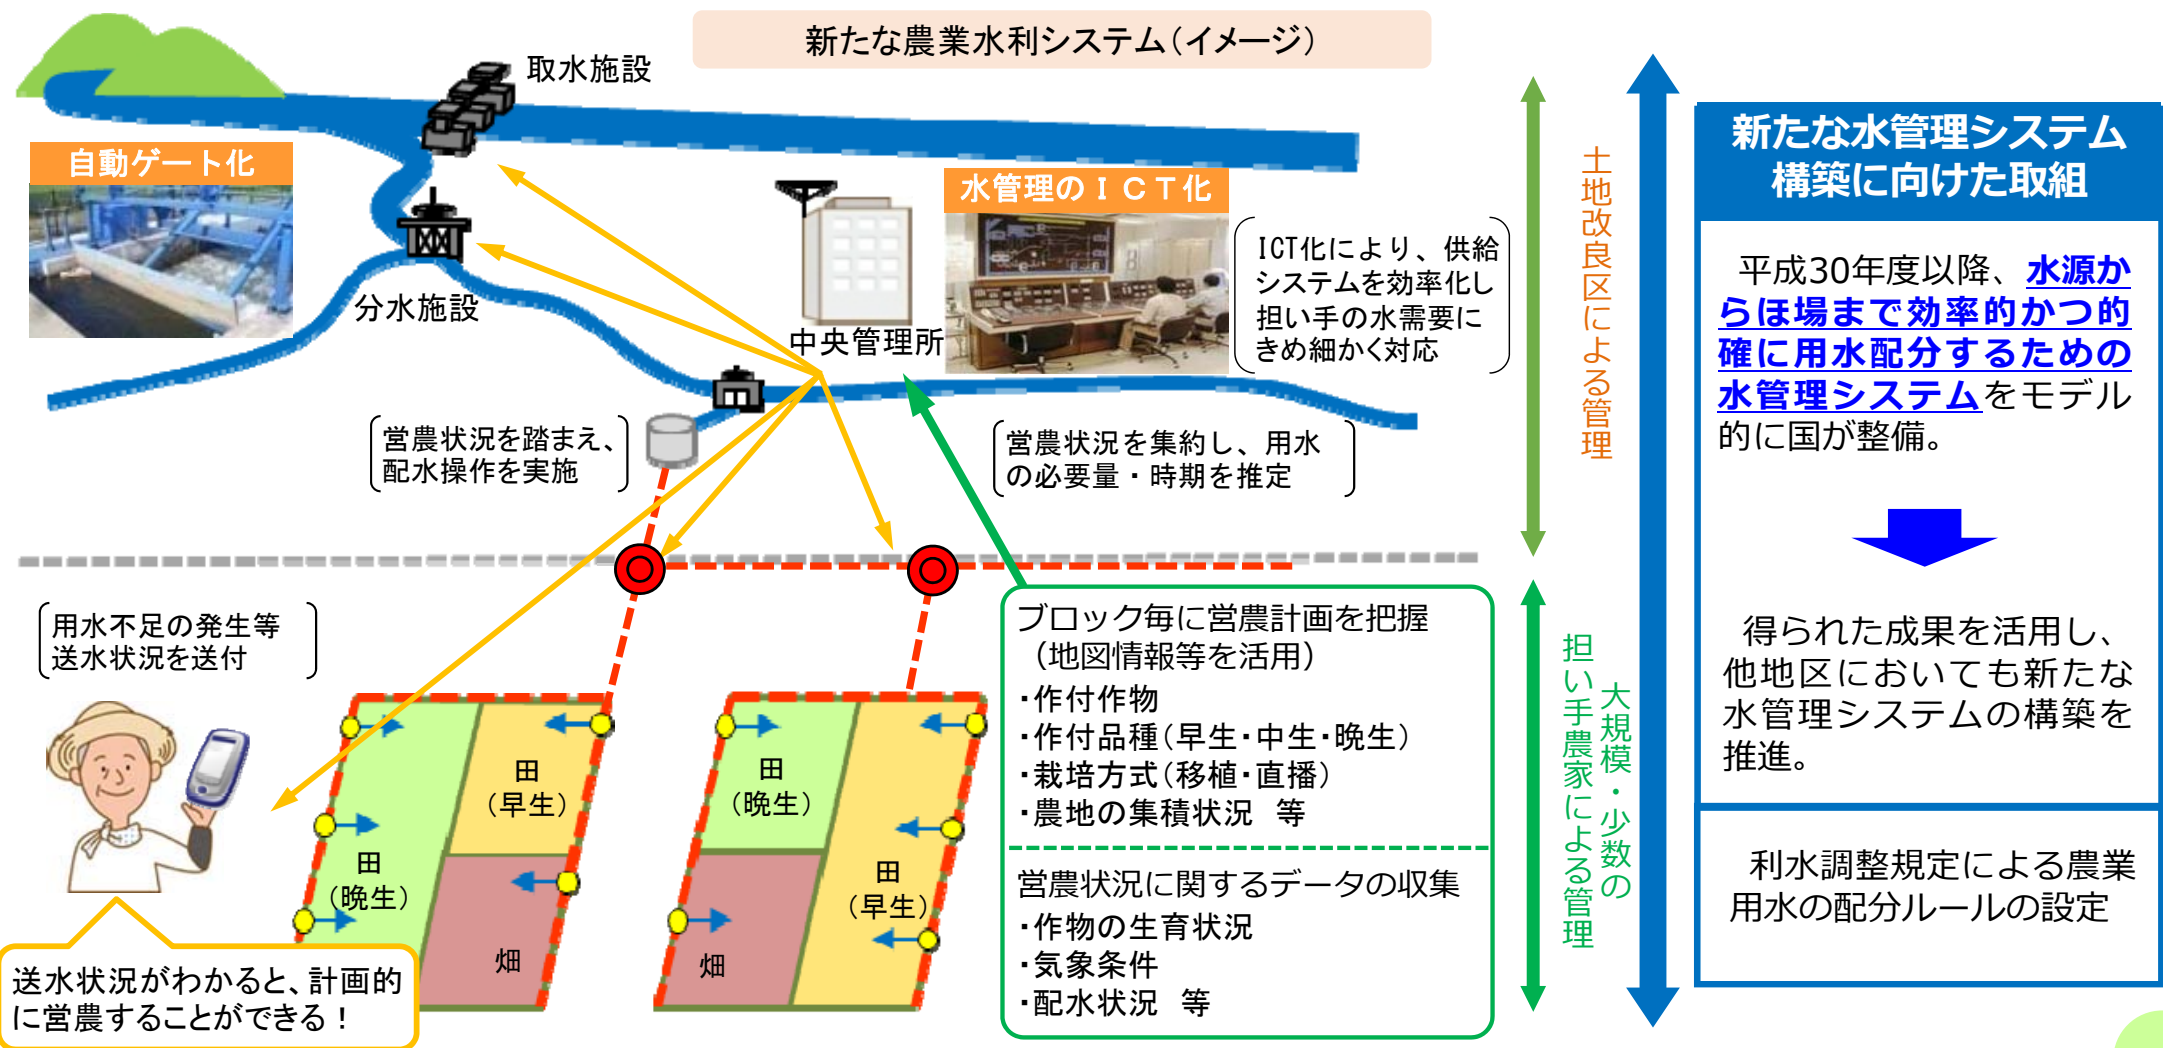 新たな農業水利システム（イメージ）
取水施設
自動ゲート化
分水施設
中央管理所
水管理のＩＣＴ化
ICT化により、供給
システムを効率化し
担い手の水需要に
きめ細かく対応
営農状況を踏まえ、
配水操作を実施
営農状況を集約し、用水
の必要量・時期を推定
用水不足の発生等
送水状況を送付
送水状況がわかると、計画的
に営農することができる！
田
（晩生）
田
（早生）
畑
田
（晩生）
田
（早生）
畑
ブロック毎に営農計画を把握
（地図情報等を活用）
・作付作物
・作付品種（早生・中生・晩生）
・栽培方式（移植・直播）
・農地の集積状況　等
営農状況に関するデータの収集
・作物の生育状況
・気象条件
・配水状況　等
土地改良区による管理
大規模・少数の
担い手農家による管理
新たな水管理システム
構築に向けた取組
平成30年度以降、水源か
らほ場まで効率的かつ的
確に用水配分するための
水管理システムをモデル
的に国が整備。
得られた成果を活用し、
他地区においても新たな
水管理システムの構築を
推進。
利水調整規定による農業
用水の配分ルールの設定